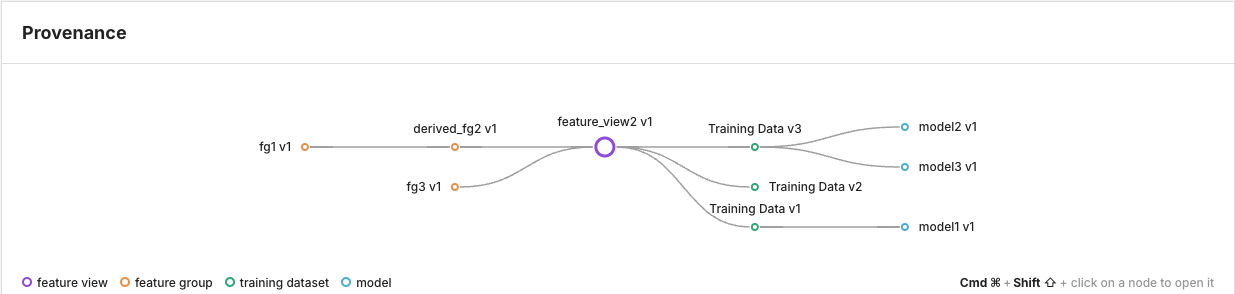 Provenance
feature_view2 v1
derived_fg2 v1
Training Data v3
model2 v1
fg1 v1
model3 v1
fg3 v1
Training Data v2
Training Data v1
model1 v1
feature view feature group training dataset model
Cmd ⌘ + Shift ⇧ + click on a node to open it